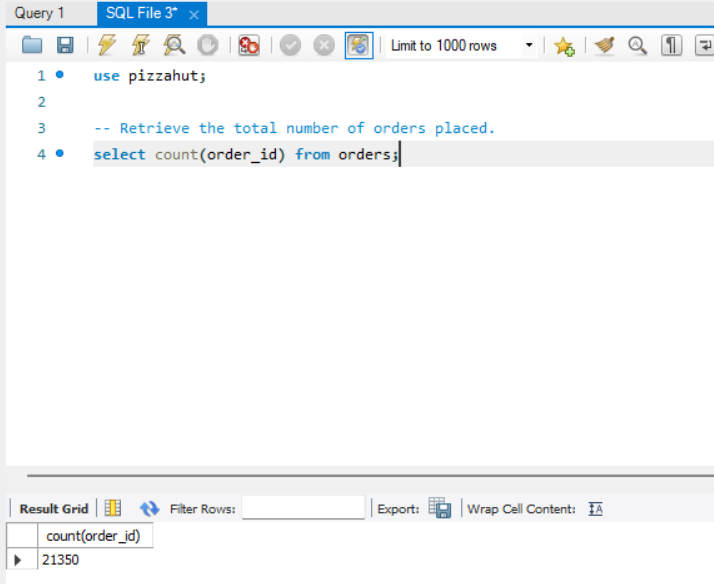 Query 1 SQL File 3*
Limit to 1000 rows
1 use pizzahut;
2
3 -- Retrieve the total number of orders placed.
4 select count(order_id) from orders;
Result Grid Filter Rows: Export: Wrap Cell Content: IA
count(order_id)
21350